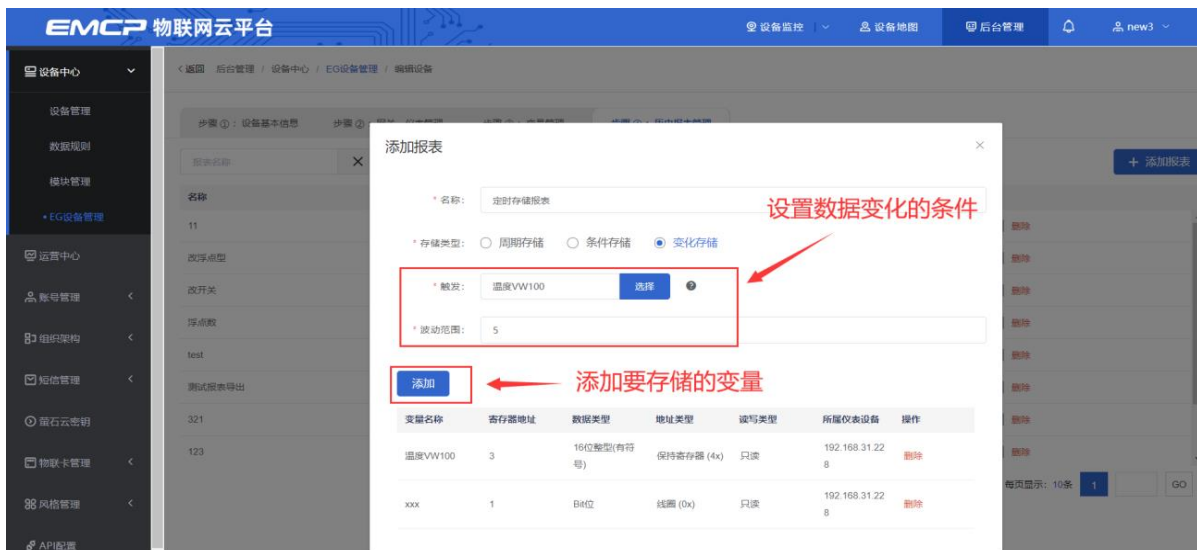 EMCP 物联网云平台
设备监控
设备地图
后台管理
new3
设备中心
设备管理
数据规则
模块管理
•EG设备管理
运营中心
账号管理
组织架构
短信管理
萤石云密钥
物联卡管理
风格管理
API配置
<返回 后台管理 / 设备中心 / EG设备管理 / 编辑设备
步骤①：设备基本信息
步骤②：
报表名称
+ 添加报表
名称
11
改浮点型
改开关
浮点数
test
测试报表导出
321
123
添加报表
* 名称： 定时存储报表
* 存储类型： 周期存储 条件存储 变化存储
* 触发： 温度VW100 选择
* 波动范围： 5
设置数据变化的条件
添加
添加要存储的变量
变量名称 寄存器地址 数据类型 地址类型 读写类型 所属仪表设备 操作
温度VW100 3 16位整型(有符号) 保持寄存器 (4x) 只读 192.168.31.228 删除
xxx 1 Bit位 线圈 (0x) 只读 192.168.31.228 删除
删除
删除
删除
删除
删除
删除
删除
删除
每页显示：10条 1 GO